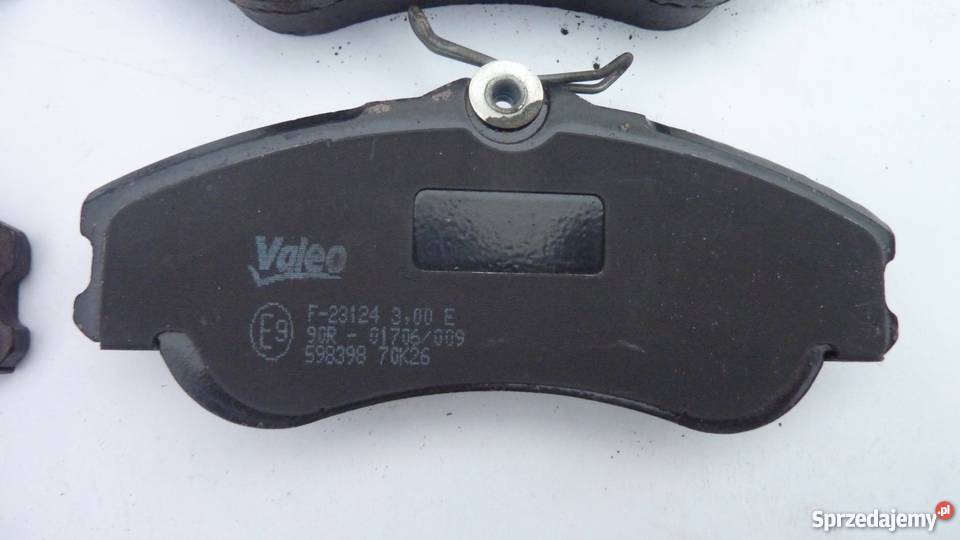 Valeo
E9
F-23124 3,00 E
90R - 01706/009
598398 70K26
Sprzedajemy.pl